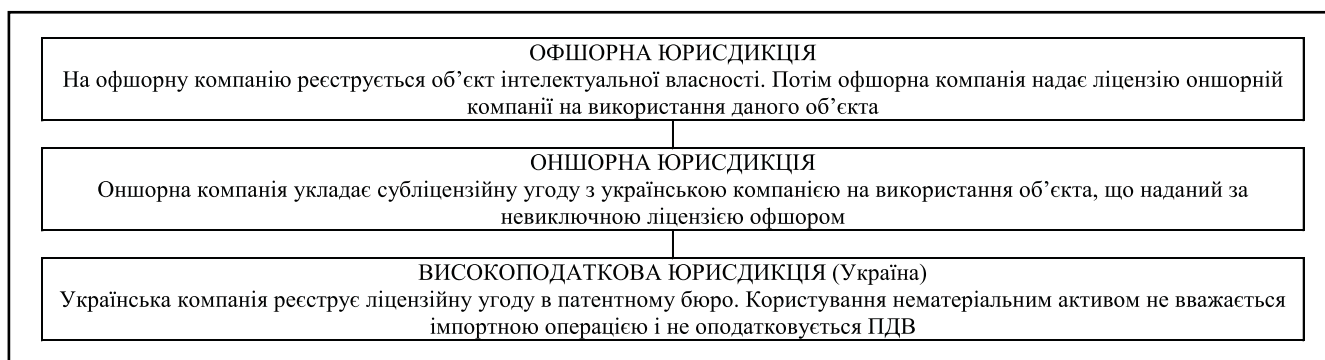 ОФШОРНА ЮРИСДИКЦІЯ
На офшорну компанію реєструється об’єкт інтелектуальної власності. Потім офшорна компанія надає ліцензію оншорній
компанії на використання даного об’єкта
ОНШОРНА ЮРИСДИКЦІЯ
Оншорна компанія укладає субліцензійну угоду з українською компанією на використання об’єкта, що наданий за
невиключною ліцензією офшором
ВИСОКОПОДАТКОВА ЮРИСДИКЦІЯ (Україна)
Українська компанія реєструє ліцензійну угоду в патентному бюро. Користування нематеріальним активом не вважається
імпортною операцією і не оподатковується ПДВ